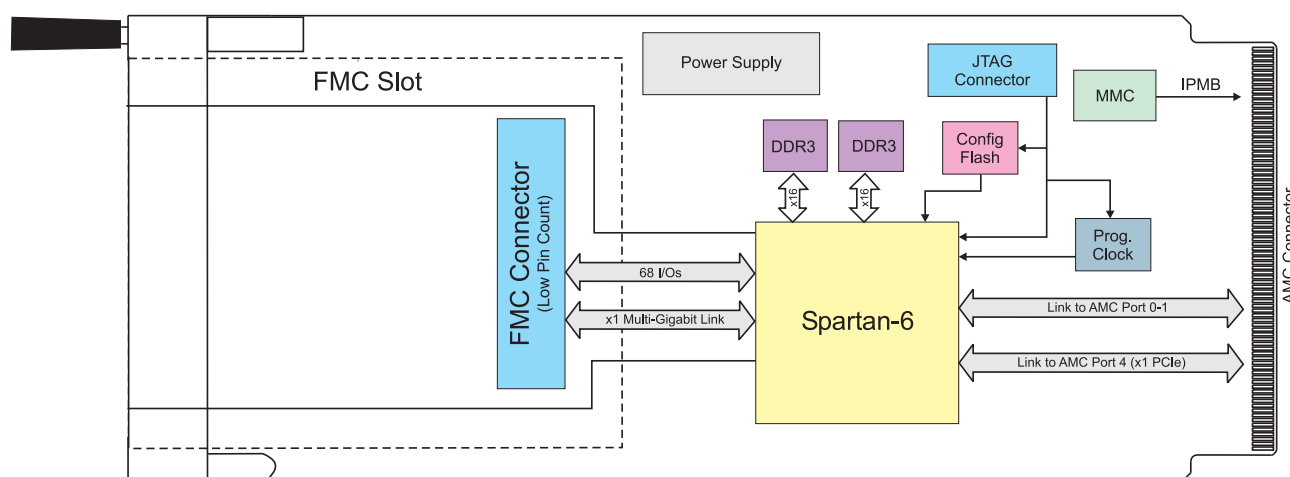 FMC Slot
Power Supply
JTAG
Connector
MMC
IPMB
DDR3
DDR3
Config
Flash
x16
x16
FMC Connector
(Low Pin Count)
Prog.
Clock
68 I/Os
x1 Multi-Gigabit Link
Spartan-6
Link to AMC Port 0-1
Link to AMC Port 4 (x1 PCIe)
AMC Connector